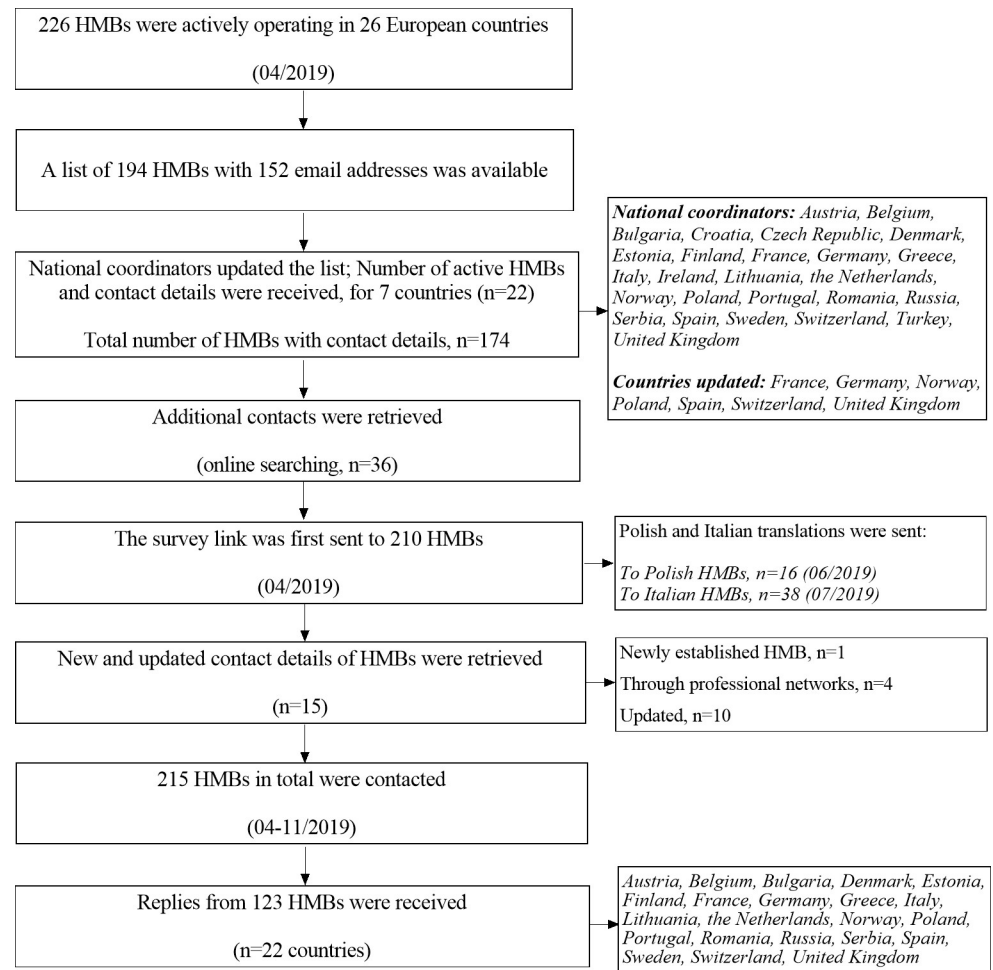 226 HMBs were actively operating in 26 European countries
(04/2019)
A list of 194 HMBs with 152 email addresses was available
National coordinators updated the list; Number of active HMBs
and contact details were received, for 7 countries (n=22)
Total number of HMBs with contact details, n=174
National coordinators: Austria, Belgium,
Bulgaria, Croatia, Czech Republic, Denmark,
Estonia, Finland, France, Germany, Greece,
Italy, Ireland, Lithuania, the Netherlands,
Norway, Poland, Portugal, Romania, Russia,
Serbia, Spain, Sweden, Switzerland, Turkey,
United Kingdom
Countries updated: France, Germany, Norway,
Poland, Spain, Switzerland, United Kingdom
Additional contacts were retrieved
(online searching, n=36)
The survey link was first sent to 210 HMBs
(04/2019)
Polish and Italian translations were sent:
To Polish HMBs, n=16 (06/2019)
To Italian HMBs, n=38 (07/2019)
New and updated contact details of HMBs were retrieved
(n=15)
Newly established HMB, n=1
Through professional networks, n=4
Updated, n=10
215 HMBs in total were contacted
(04-11/2019)
Replies from 123 HMBs were received
(n=22 countries)
Austria, Belgium, Bulgaria, Denmark, Estonia,
Finland, France, Germany, Greece, Italy,
Lithuania, the Netherlands, Norway, Poland,
Portugal, Romania, Russia, Serbia, Spain,
Sweden, Switzerland, United Kingdom